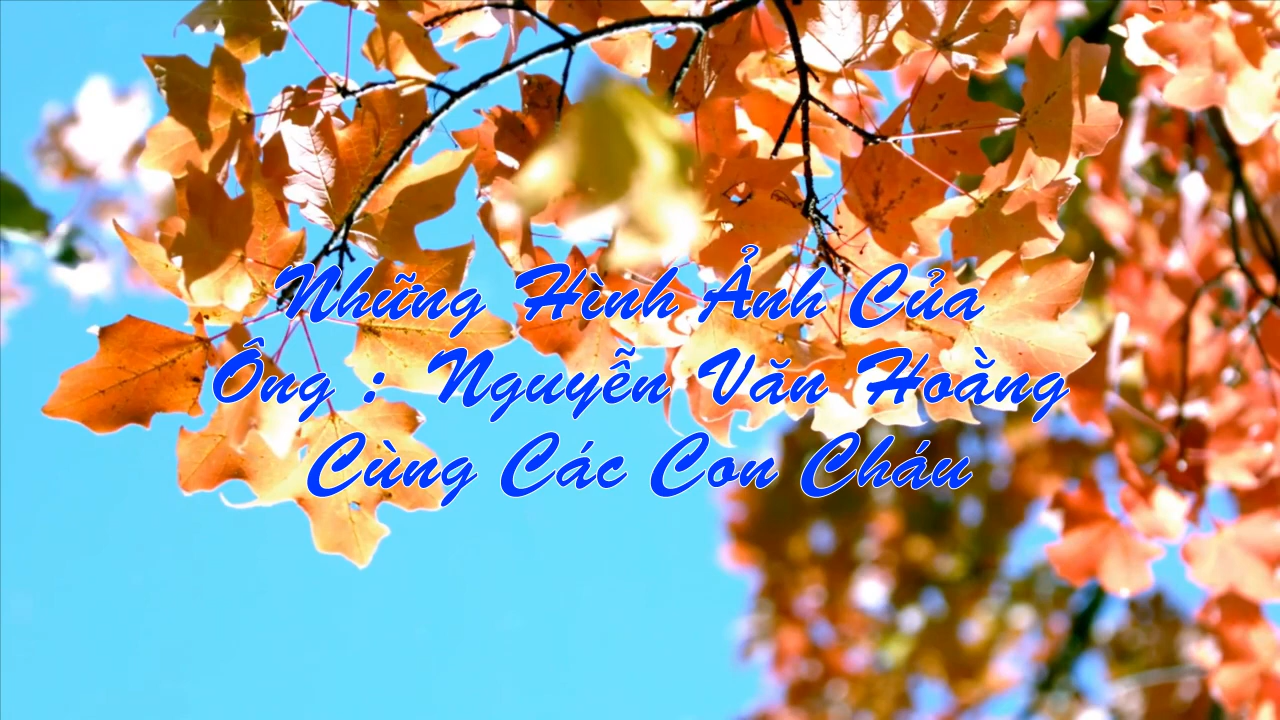 Những Hình Ảnh Của
Ông : Nguyễn Văn Hoằng
Cùng Các Con Cháu